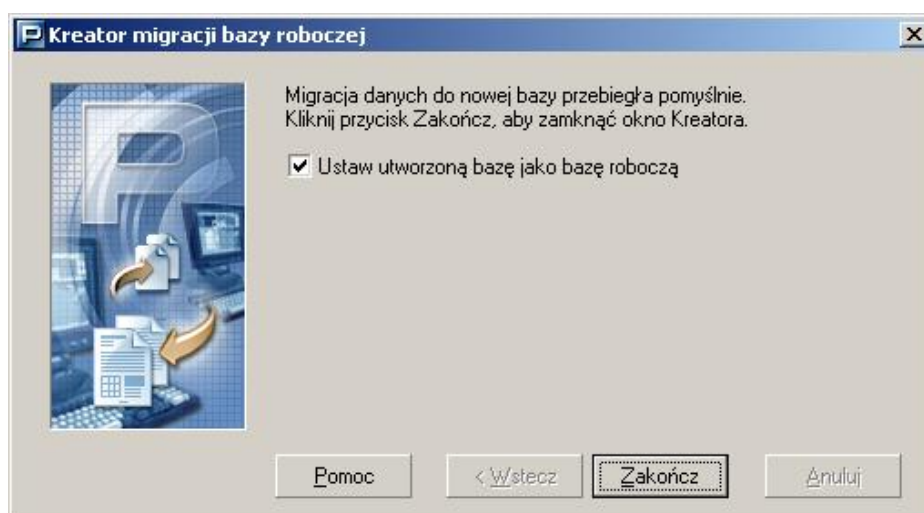 Kreator migracji bazy roboczej
Migracja danych do nowej bazy przebiegła pomyślnie.
Kliknij przycisk Zakończ, aby zamknąć okno Kreatora.
Ustaw utworzoną bazę jako bazę roboczą
Pomoc
< Wstecz
Zakończ
Anuluj